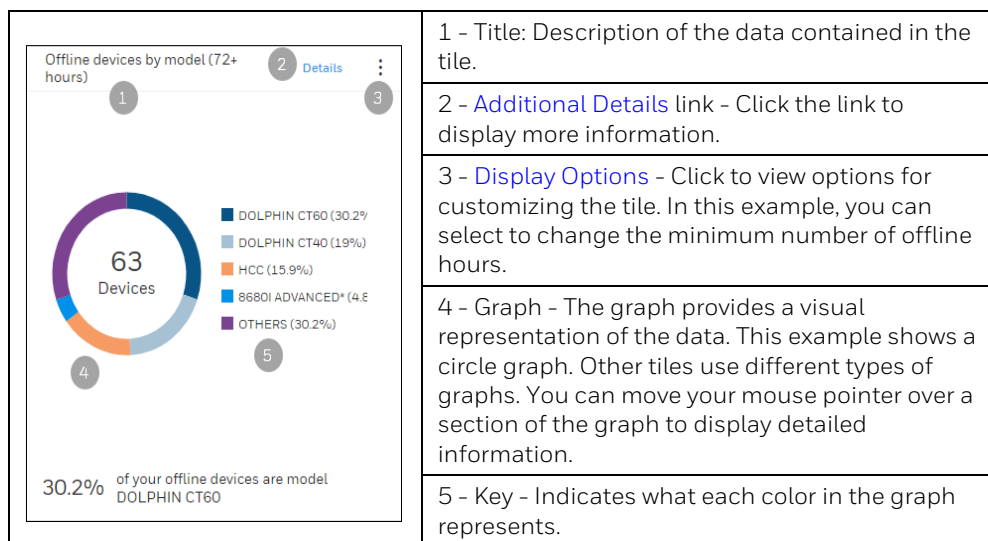 Offline devices by model (72+
hours)
2
Details
1
3
63
Devices
DOLPHIN CT60 (30.2%
DOLPHIN CT40 (19%)
HCC (15.9%)
8680I ADVANCED* (4.8
OTHERS (30.2%)
4
5
30.2%
of your offline devices are model
DOLPHIN CT60
1 - Title: Description of the data contained in the
tile.
2 - Additional Details link - Click the link to
display more information.
3 - Display Options - Click to view options for
customizing the tile. In this example, you can
select to change the minimum number of offline
hours.
4 - Graph - The graph provides a visual
representation of the data. This example shows a
circle graph. Other tiles use different types of
graphs. You can move your mouse pointer over a
section of the graph to display detailed
information.
5 - Key - Indicates what each color in the graph
represents.